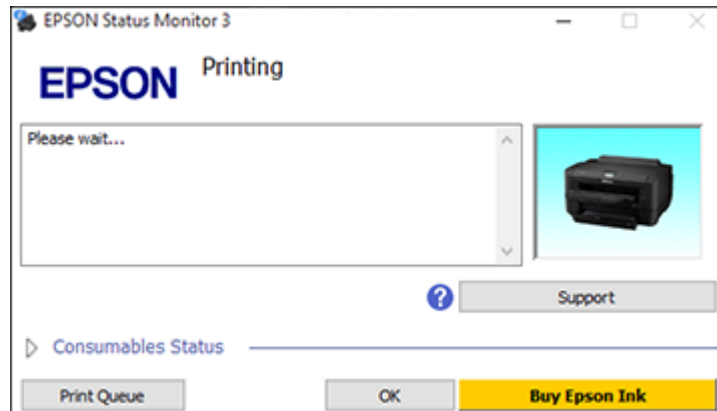 EPSON Status Monitor 3
EPSON
Printing
Please wait...
?
Support
Consumables Status
Print Queue
OK
Buy Epson Ink